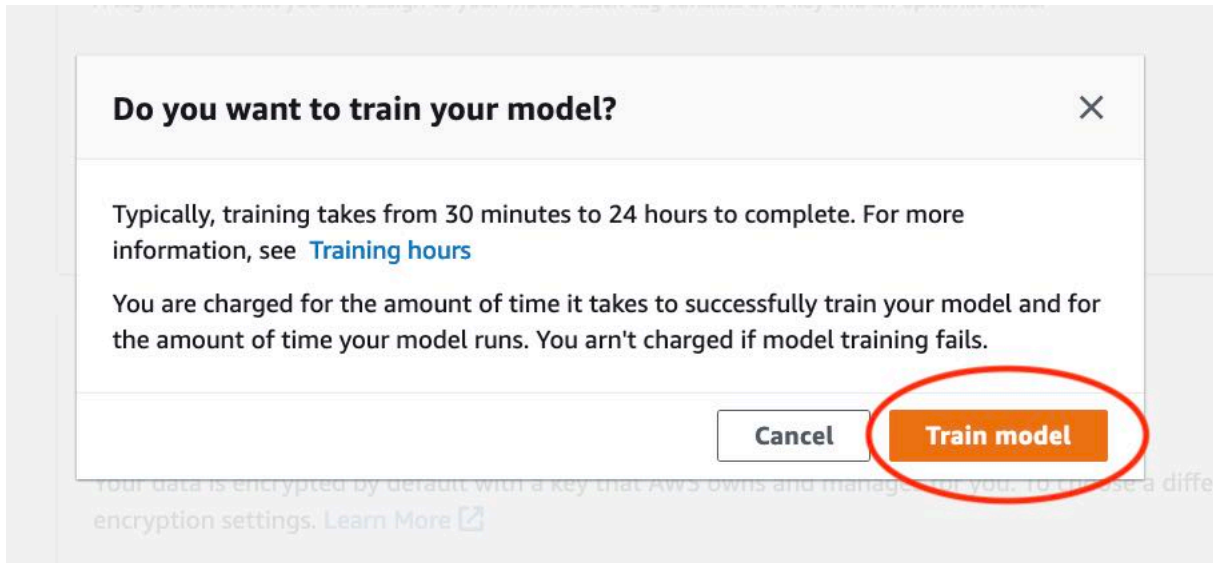 Do you want to train your model?
Typically, training takes from 30 minutes to 24 hours to complete. For more
information, see Training hours
You are charged for the amount of time it takes to successfully train your model and for
the amount of time your model runs. You arn't charged if model training fails.
Cancel Train model
Your data is encrypted by default with a key that AWS owns and manages for you. To choose a diffe
encryption settings. Learn More